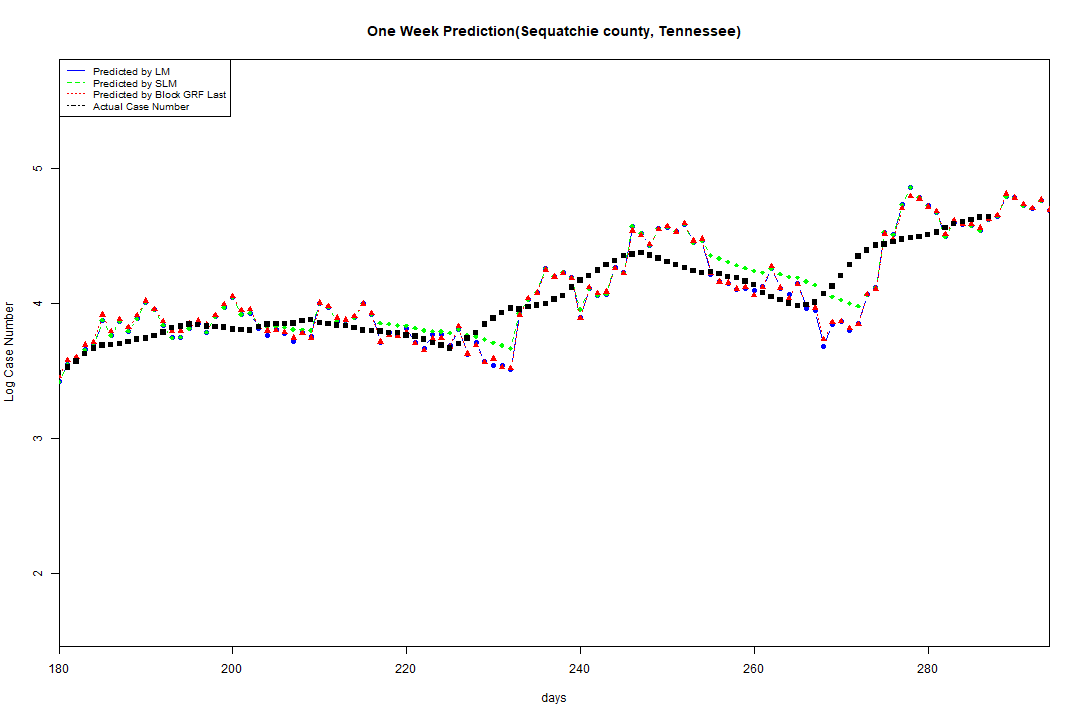 One Week Prediction(Sequatchie county, Tennessee)
Predicted by LM
Predicted by SLM
Predicted by Block GRF Last
Actual Case Number
5
4
3
2
Log Case Number
180 200 220 240 260 280
days